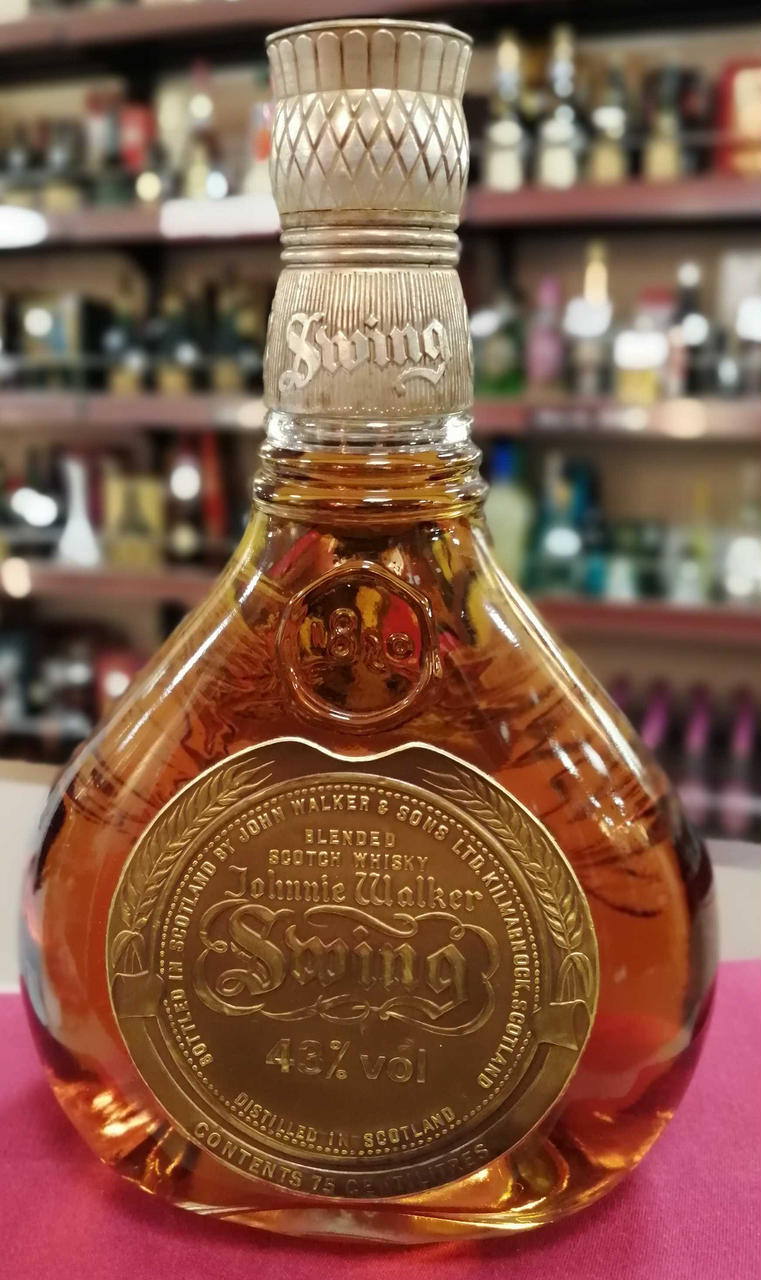 Swing
1820
BOTTLED IN SCOTLAND BY JOHN WALKER & SONS LTD, KILMARNOCK, SCOTLAND
BLENDED
SCOTCH WHISKY
Johnnie Walker
Swing
43% vol
DISTILLED IN SCOTLAND
CONTENTS 75 CENTILITRES